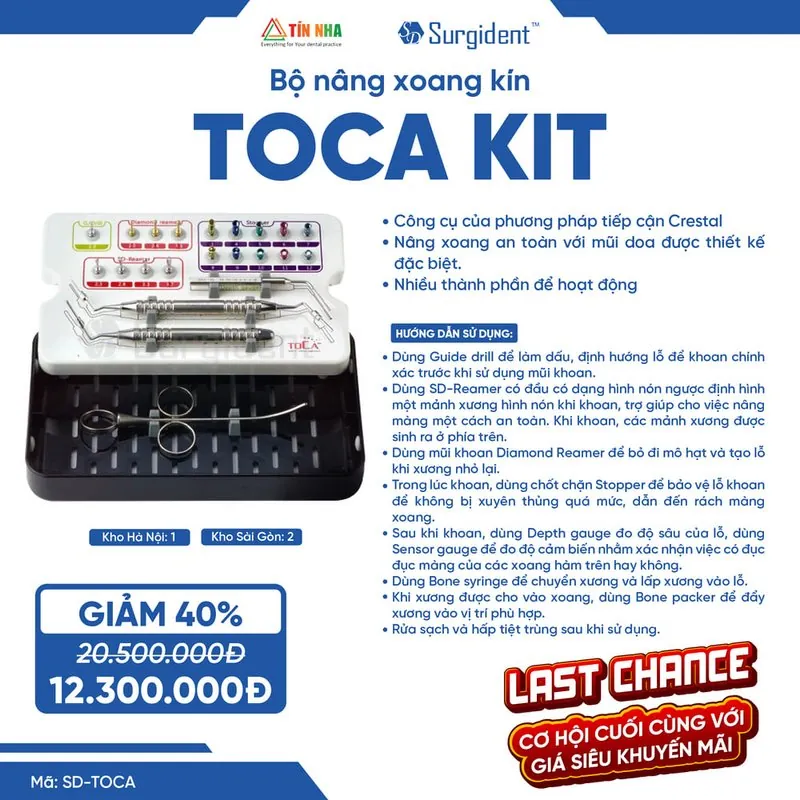 TÍN NHA
Everything for Your dental practice
SD Surgident™
Bộ nâng xoang kín
TOCA KIT
Diamond Reamer
Stopper
SD-Reamer
TOCA
Surgident
Kho Hà Nội: 1
Kho Sài Gòn: 2
GIẢM 40%
20.500.000Đ
12.300.000Đ
• Công cụ của phương pháp tiếp cận Crestal
• Nâng xoang an toàn với mũi doa được thiết kế
đặc biệt.
• Nhiều thành phần để hoạt động
HƯỚNG DẪN SỬ DỤNG:
• Dùng Guide drill để làm dấu, định hướng lỗ để khoan chính
xác trước khi sử dụng mũi khoan.
• Dùng SD-Reamer có đầu có dạng hình nón ngược định hình
một mảnh xương hình nón khi khoan, trợ giúp cho việc nâng
màng một cách an toàn. Khi khoan, các mảnh xương được
sinh ra ở phía trên.
• Dùng mũi khoan Diamond Reamer để bỏ đi mô hạt và tạo lỗ
khi xương nhỏ lại.
• Trong lúc khoan, dùng chốt chặn Stopper để bảo vệ lỗ khoan
để không bị xuyên thủng quá mức, dẫn đến rách màng
xoang.
• Sau khi khoan, dùng Depth gauge đo độ sâu của lỗ, dùng
Sensor gauge để đo độ cảm biến nhằm xác nhận việc có đục
đục màng của các xoang hàm trên hay không.
• Dùng Bone syringe để chuyển xương và lấp xương vào lỗ.
• Khi xương được cho vào xoang, dùng Bone packer để đẩy
xương vào vị trí phù hợp.
• Rửa sạch và hấp tiệt trùng sau khi sử dụng.
LAST CHANCE
CƠ HỘI CUỐI CÙNG VỚI
GIÁ SIÊU KHUYẾN MÃI
Mã: SD-TOCA